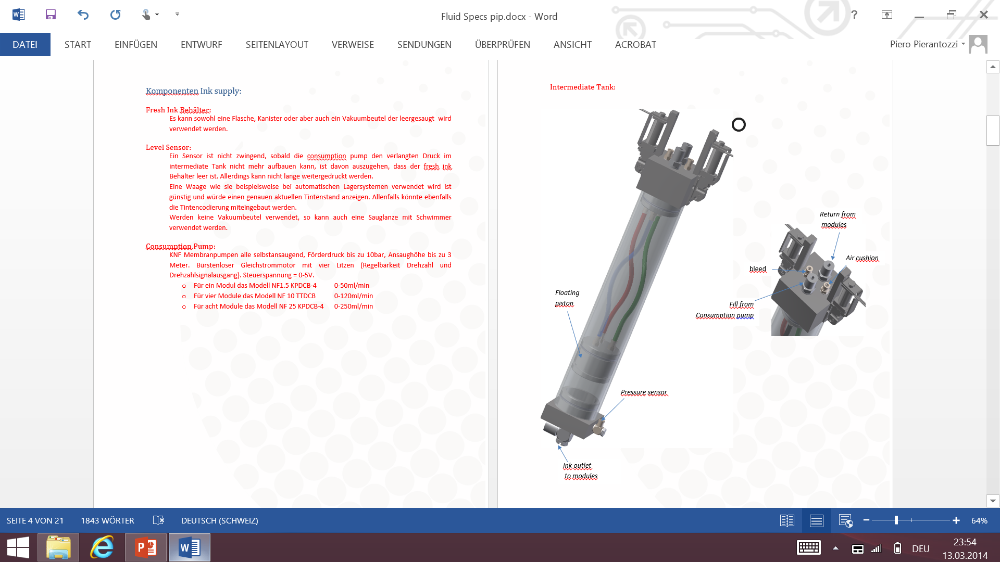 Fluid Specs pip.docx - Word
?
DATEI START EINFÜGEN ENTWURF SEITENLAYOUT VERWEISE SENDUNGEN ÜBERPRÜFEN ANSICHT ACROBAT
Piero Pierantozzi
Komponenten Ink supply:
Fresh Ink Behälter:
Es kann sowohl eine Flasche, Kanister oder aber auch ein Vakuumbeutel der leergesaugt wird
verwendet werden.
Level Sensor:
Ein Sensor ist nicht zwingend, sobald die consumption pump den verlangten Druck im
intermediate Tank nicht mehr aufbauen kann, ist davon auszugehen, dass der fresh ink
Behälter leer ist. Allerdings kann nicht lange weitergedruckt werden.
Eine Waage wie sie beispielsweise bei automatischen Lagersystemen verwendet wird ist
günstig und würde einen genauen aktuellen Tintenstand anzeigen. Allenfalls könnte ebenfalls
die Tintencodierung miteingebaut werden.
Werden keine Vakuumbeutel verwendet, so kann auch eine Sauglanze mit Schwimmer
verwendet werden.
Consumption Pump:
KNF Membranpumpen alle selbstansaugend, Förderdruck bis zu 10bar, Ansaughöhe bis zu 3
Meter. Bürstenloser Gleichstrommotor mit vier Litzen (Regelbarkeit Drehzahl und
Drehzahlsignalausgang). Steuerspannung = 0-5V.
o Für ein Modul das Modell NF1.5 KPDCB-4 0-50ml/min
o Für vier Module das Modell NF 10 TTDCB 0-120ml/min
o Für acht Module das Modell NF 25 KPDCB-4 0-250ml/min
Intermediate Tank:
Return from
modules
Air cushion
bleed
Floating
piston
Fill from
Consumption pump
Pressure sensor
Ink outlet
to modules
SEITE 4 VON 21 1843 WÖRTER DEUTSCH (SCHWEIZ)
64%
DEU
23:54
13.03.2014